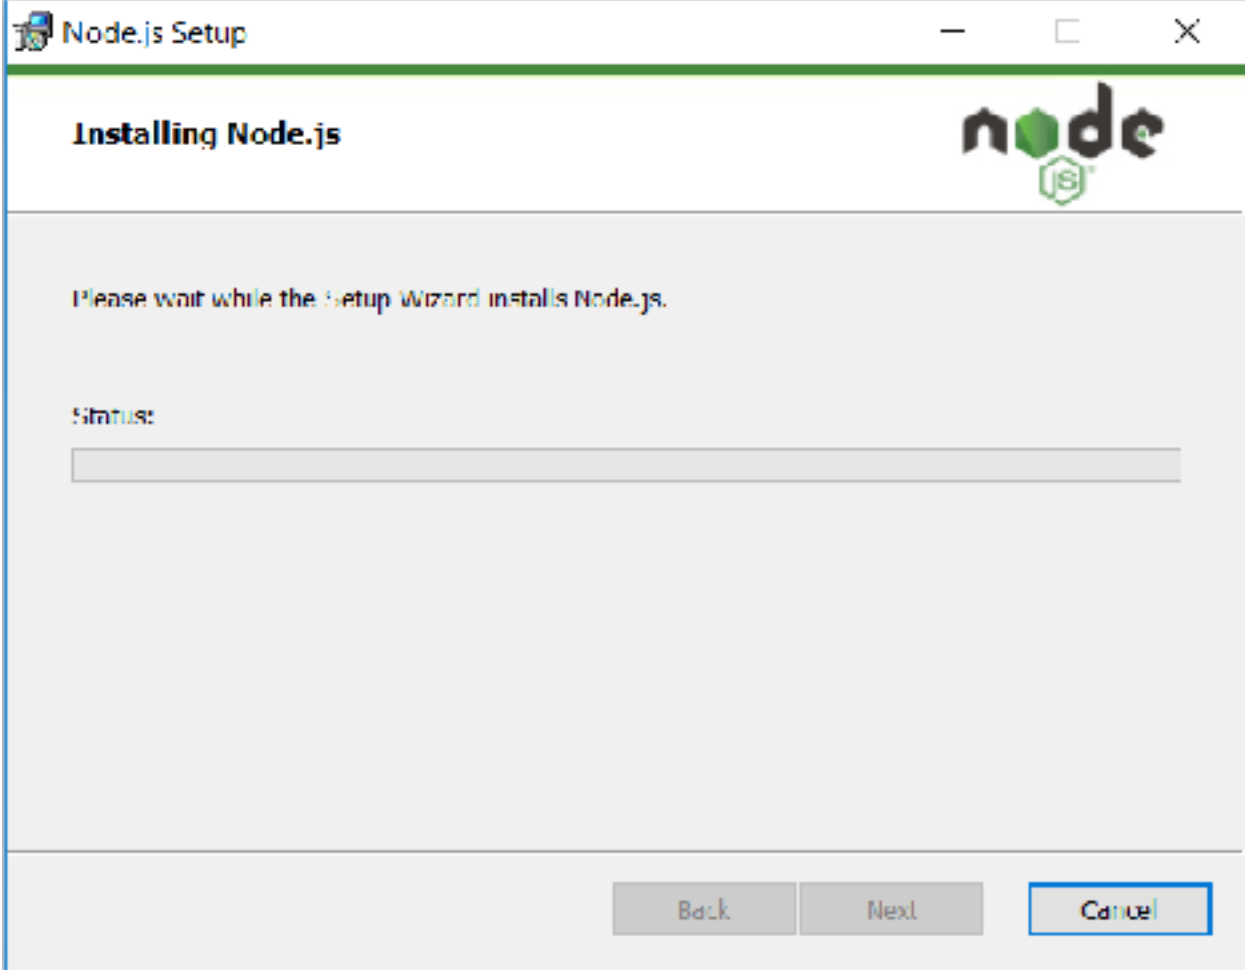 Node.js Setup
Installing Node.js
node
JS
Please wait while the Setup Wizard installs Node.js.
Status:
Back
Next
Cancel